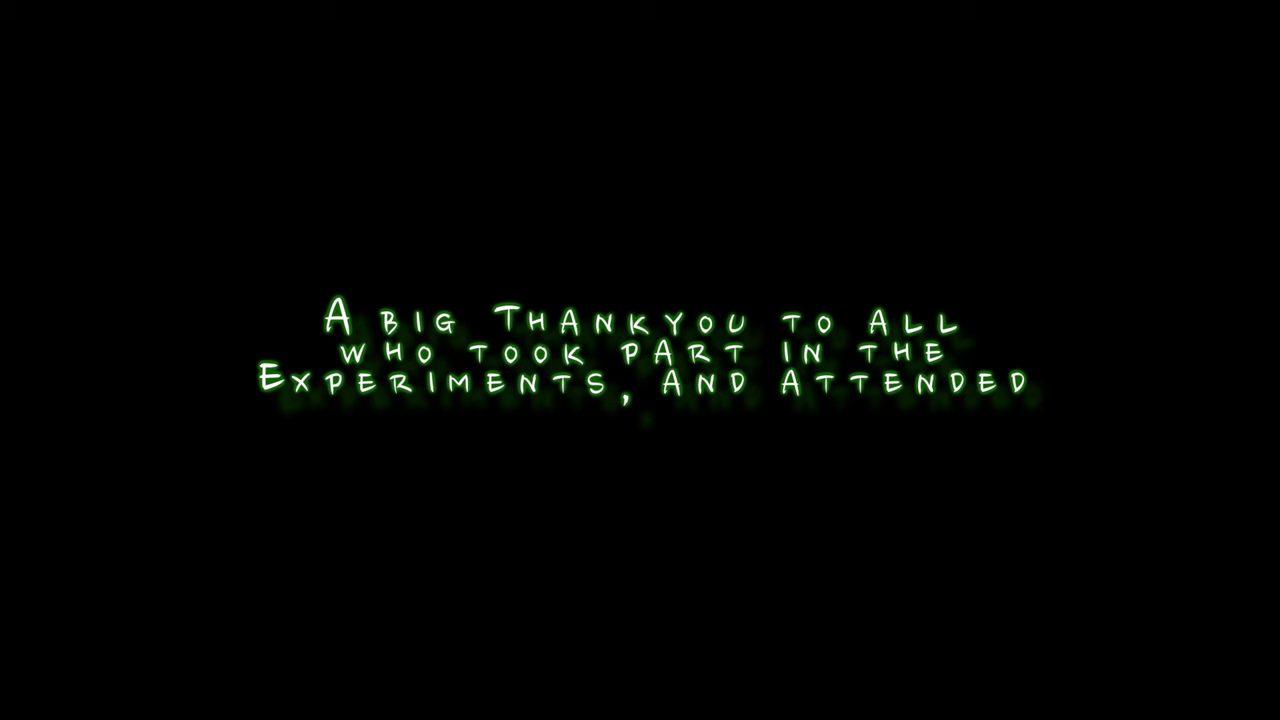 A big Thankyou to All
who took pArt in the
Experiments, And Attended